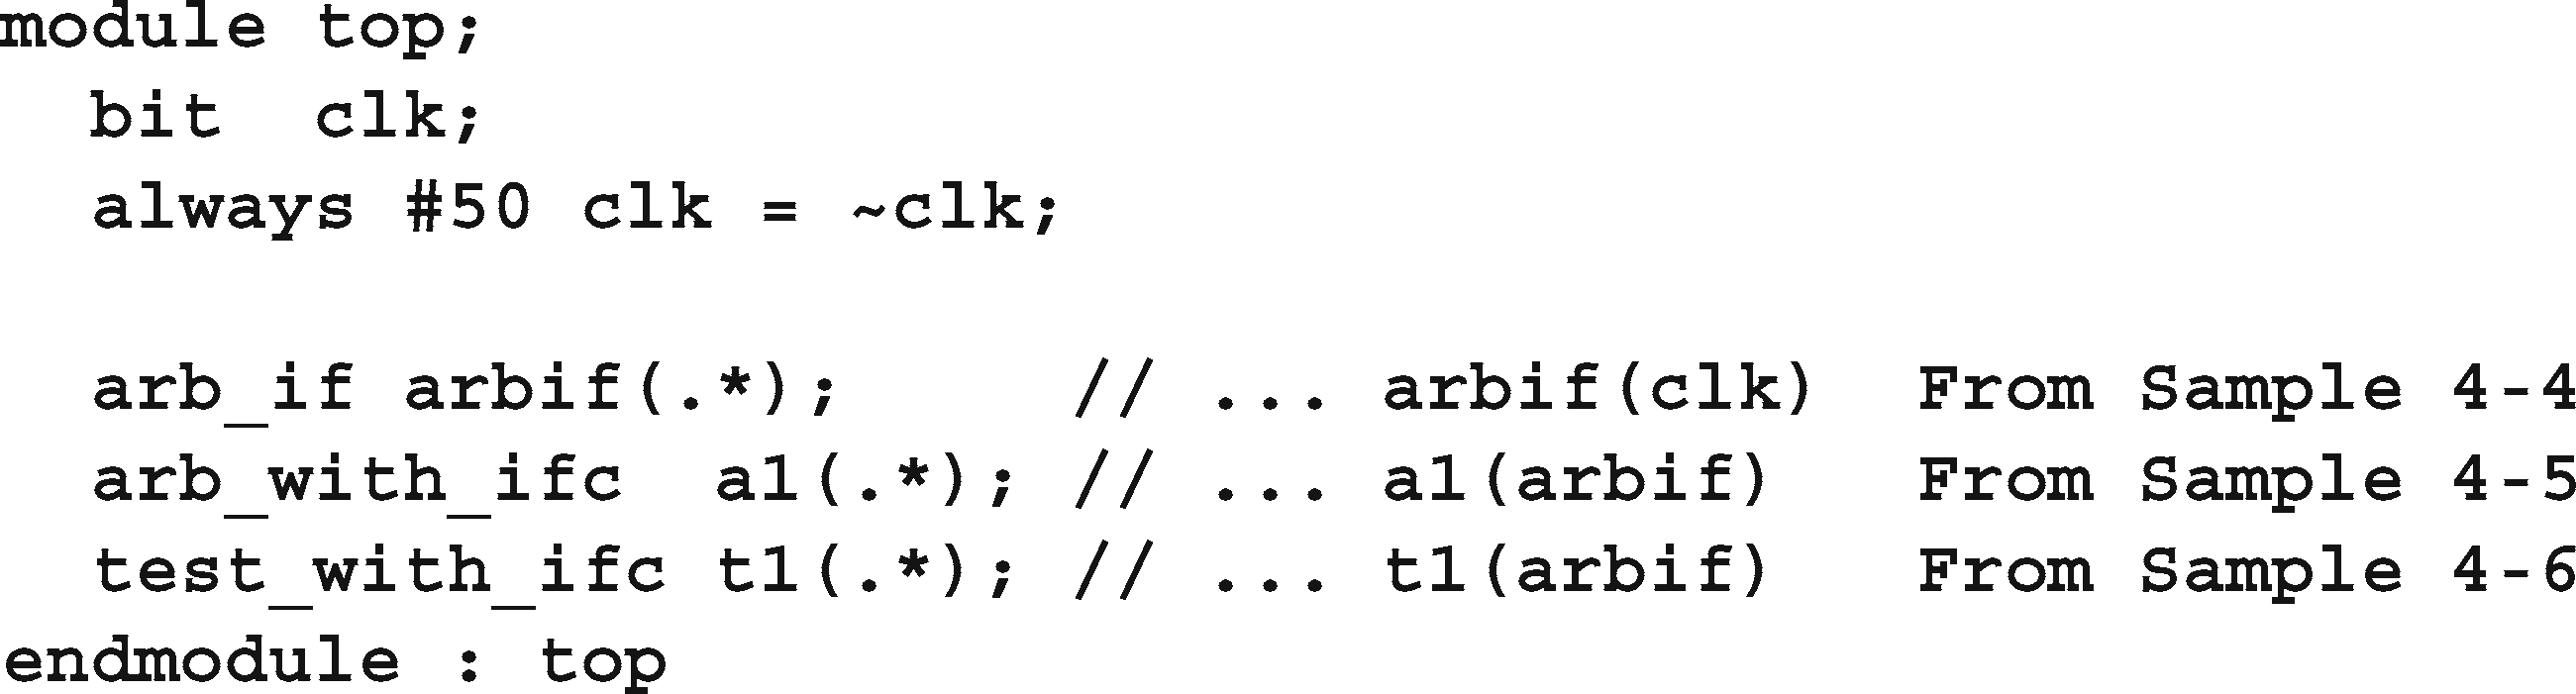 module top;
  bit  clk;
  always #50 clk = ~clk;

  arb_if arbif(.*);     // ... arbif(clk)  From Sample 4-4
  arb_with_ifc  a1(.*); // ... a1(arbif)   From Sample 4-5
  test_with_ifc t1(.*); // ... t1(arbif)   From Sample 4-6
endmodule : top